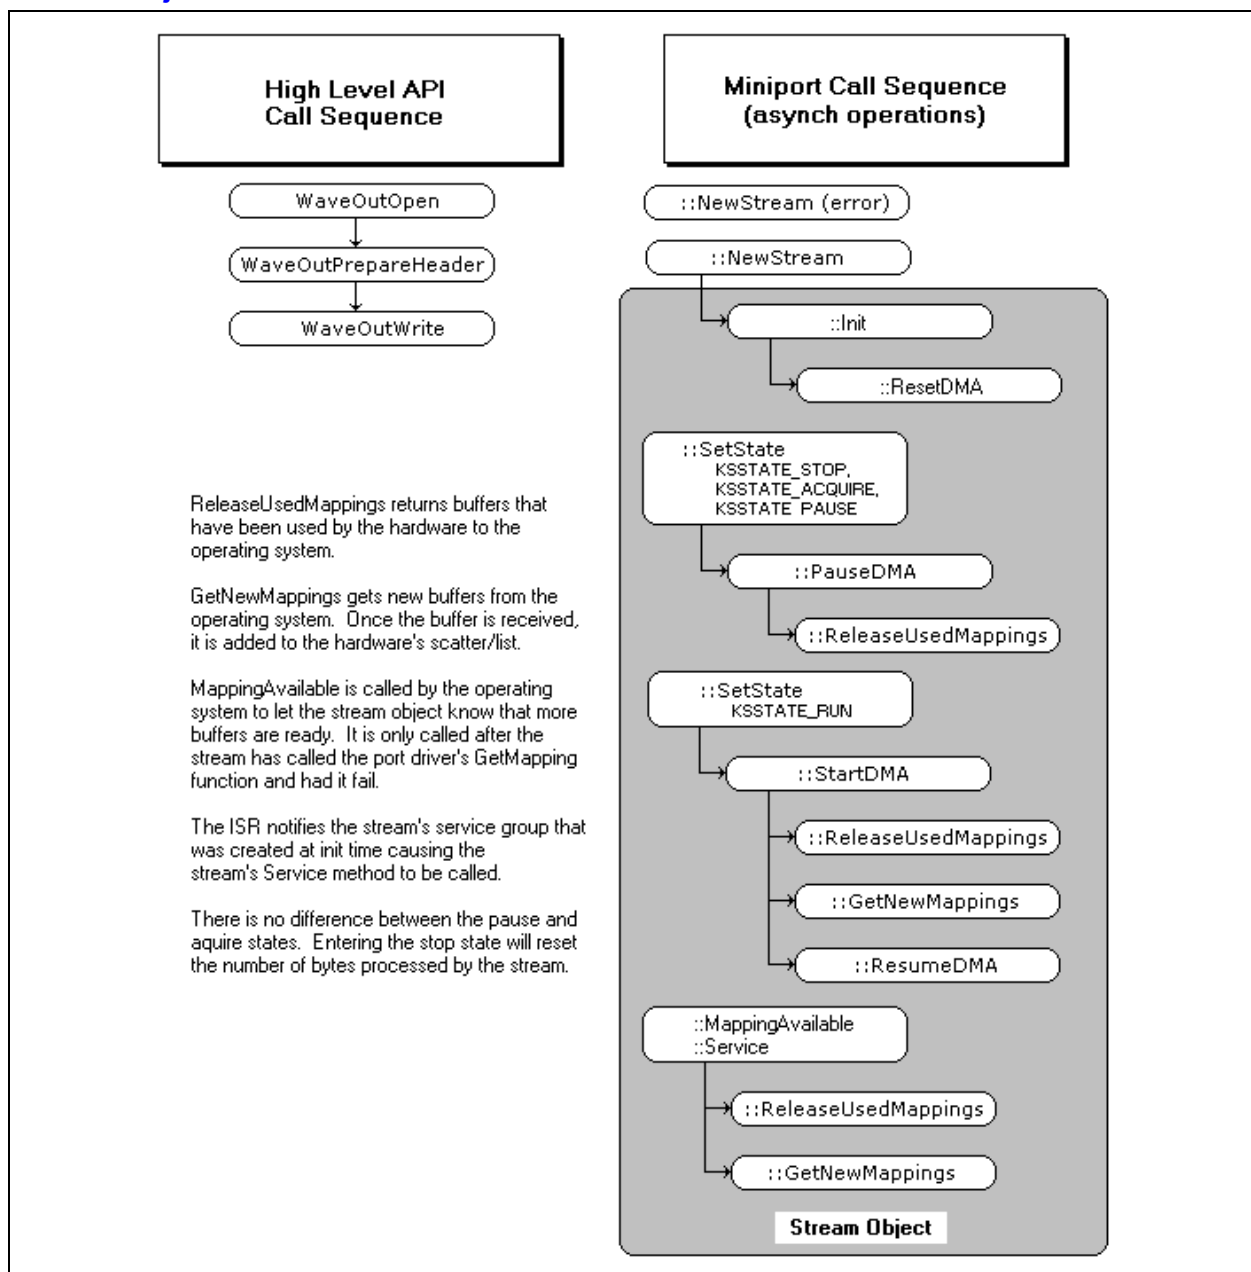 High Level API
Call Sequence
WaveOutOpen
WaveOutPrepareHeader
WaveOutWrite
ReleaseUsedMappings returns buffers that
have been used by the hardware to the
operating system.
GetNewMappings gets new buffers from the
operating system.  Once the buffer is received,
it is added to the hardware's scatter/list.
MappingAvailable is called by the operating
system to let the stream object know that more
buffers are ready.  It is only called after the
stream has called the port driver's GetMapping
function and had it fail.
The ISR notifies the stream's service group that
was created at init time causing the
stream's Service method to be called.
There is no difference between the pause and
aquire states.  Entering the stop state will reset
the number of bytes processed by the stream.
Miniport Call Sequence
(asynch operations)
::NewStream (error)
::NewStream
::Init
::ResetDMA
::SetState
KSSTATE_STOP,
KSSTATE_ACQUIRE,
KSSTATE_PAUSE
::PauseDMA
::ReleaseUsedMappings
::SetState
KSSTATE_RUN
::StartDMA
::ReleaseUsedMappings
::GetNewMappings
::ResumeDMA
::MappingAvailable
::Service
::ReleaseUsedMappings
::GetNewMappings
Stream Object